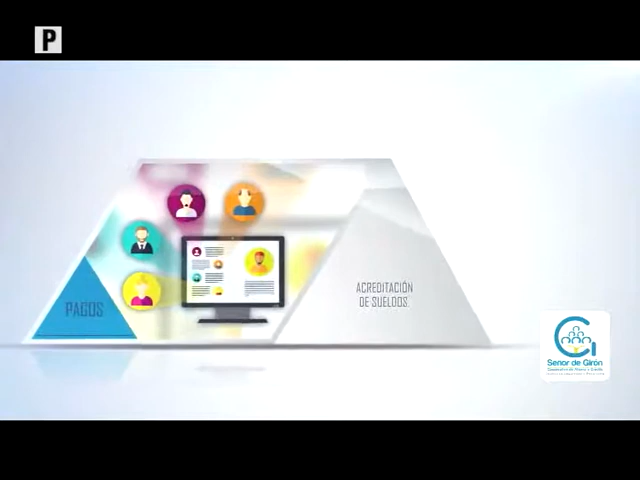 P
PAGOS
ACREDITACIÓN
DE SUELDOS.
Señor de Girón